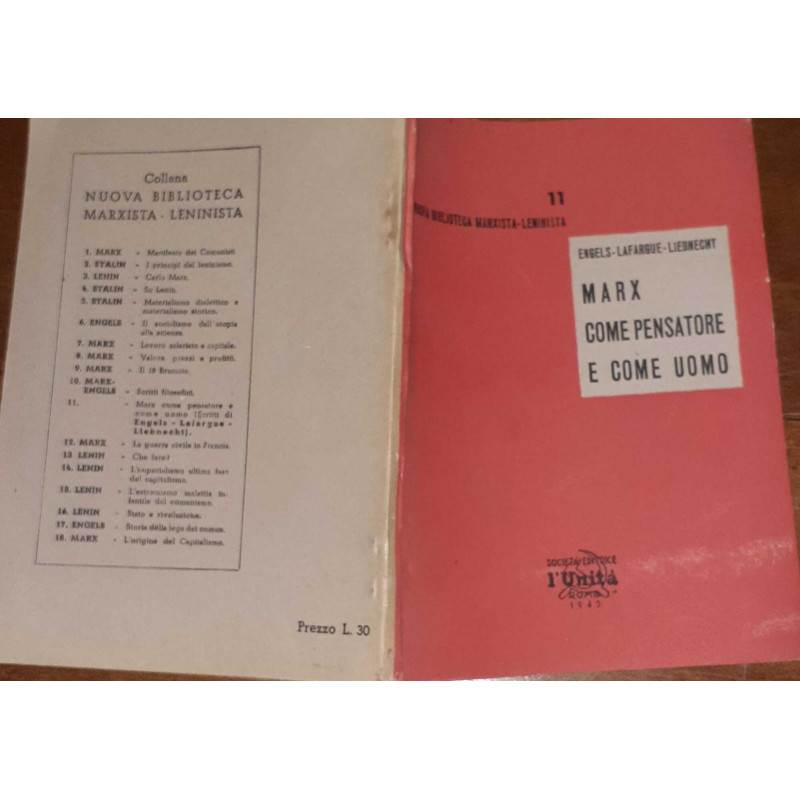 Collana
NUOVA BIBLIOTECA
MARXISTA - LENINISTA
1. MARX - Manifesto dei Comunisti
2. STALIN - I principi del leninismo.
3. LENIN - Carlo Marx.
4. STALIN - Su Lenin.
5. STALIN - Materialismo dialettico e
materialismo storico.
6. ENGELS - Il socialismo dall'utopia
alla scienza
7. MARX - Lavoro salariato e capitale.
8. MARX - Valore, prezzi e profitti.
9. MARX - Il 18 Brumaio.
10. MARX-
ENGELS - Scritti filosofici.
11. - Marx come pensatore e
come uomo (Scritti di
Engels - Lafargue -
Liebnecht).
12. MARX - La guerra civile in Francia.
13 LENIN - Che fare?
14. LENIN - L'imperialismo ultima fase
del capitalismo.
15. LENIN - L'estremismo malattia in-
fantile del comunismo.
16. LENIN - Stato e rivoluzione.
17. ENGELS - Storia della lega dei comun.
18. MARX - L'origine del Capitalismo.
Prezzo L. 30
11
NUOVA BIBLIOTECA MARXISTA-LENINISTA
ENGELS-LAFARGUE-LIEBNECHT
MARX
COME PENSATORE
E COME UOMO
SOCIETÀ EDITRICE
l'Unità
ROMA
1945